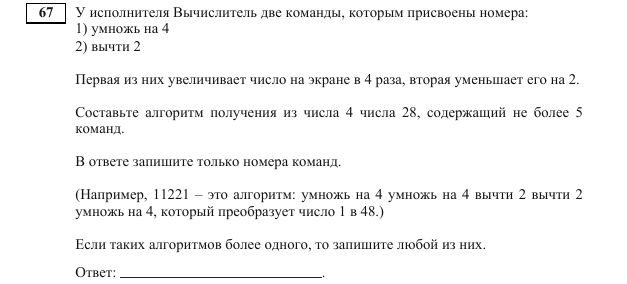 67 У исполнителя Вычислитель две команды, которым присвоены номера:
1) умножь на 4
2) вычти 2
Первая из них увеличивает число на экране в 4 раза, вторая уменьшает его на 2.
Составьте алгоритм получения из числа 4 числа 28, содержащий не более 5
команд.
В ответе запишите только номера команд.
(Например, 11221 – это алгоритм: умножь на 4 умножь на 4 вычти 2 вычти 2
умножь на 4, который преобразует число 1 в 48.)
Если таких алгоритмов более одного, то запишите любой из них.
Ответ: ____________________________.